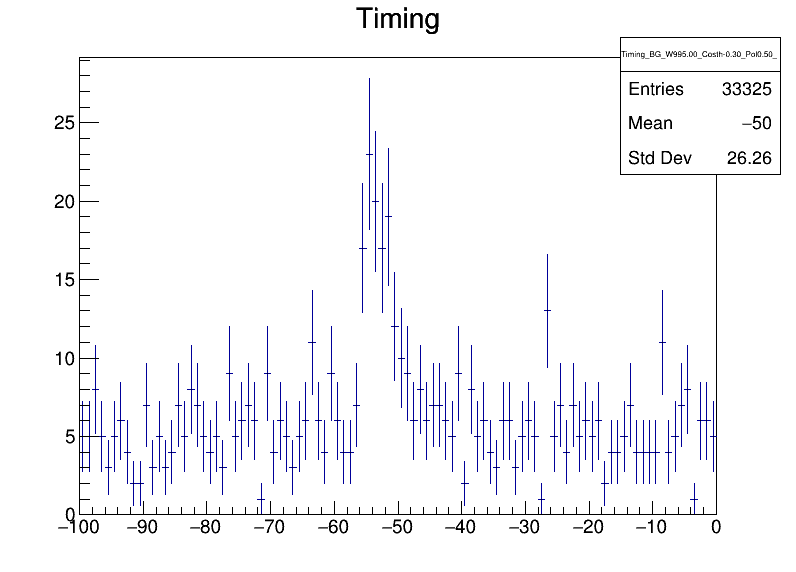 Timing
Timing_BG_W995.00_Costh-0.30_Pol0.50_
Entries 33325
Mean −50
Std Dev 26.26
25
20
15
10
5
0
−100 −90 −80 −70 −60 −50 −40 −30 −20 −10 0